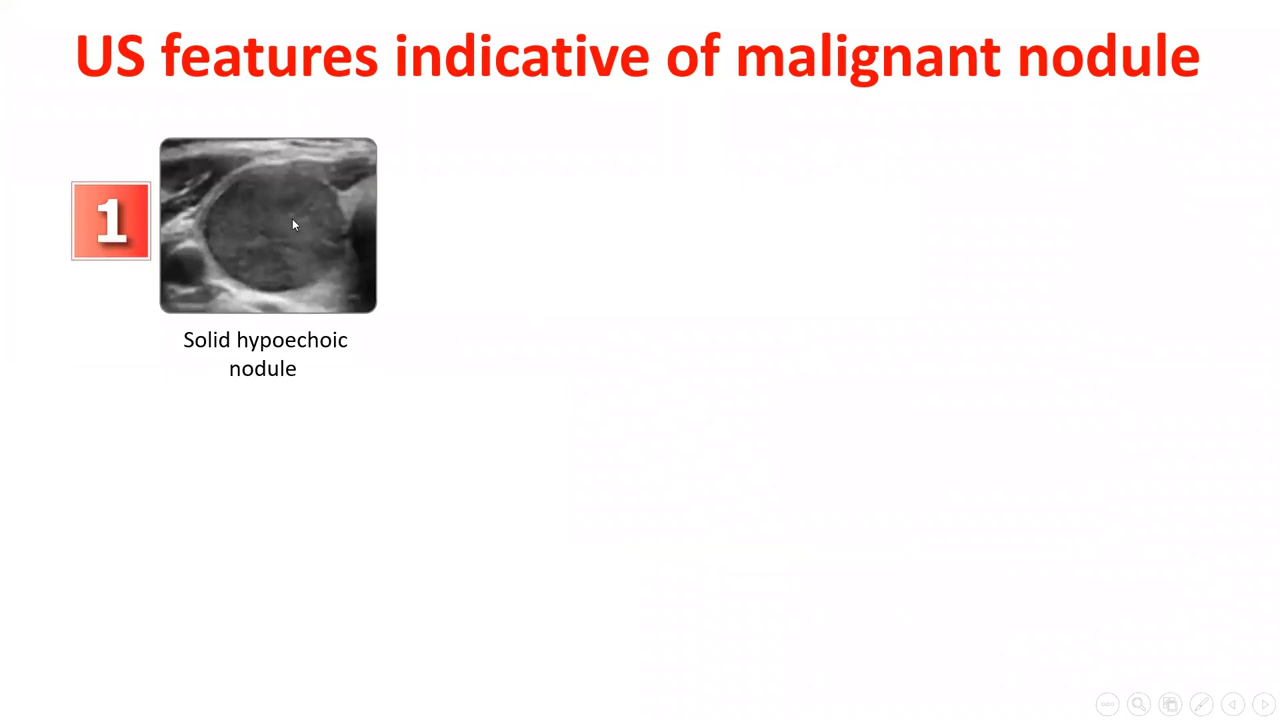 US features indicative of malignant nodule
1
Solid hypoechoic
nodule